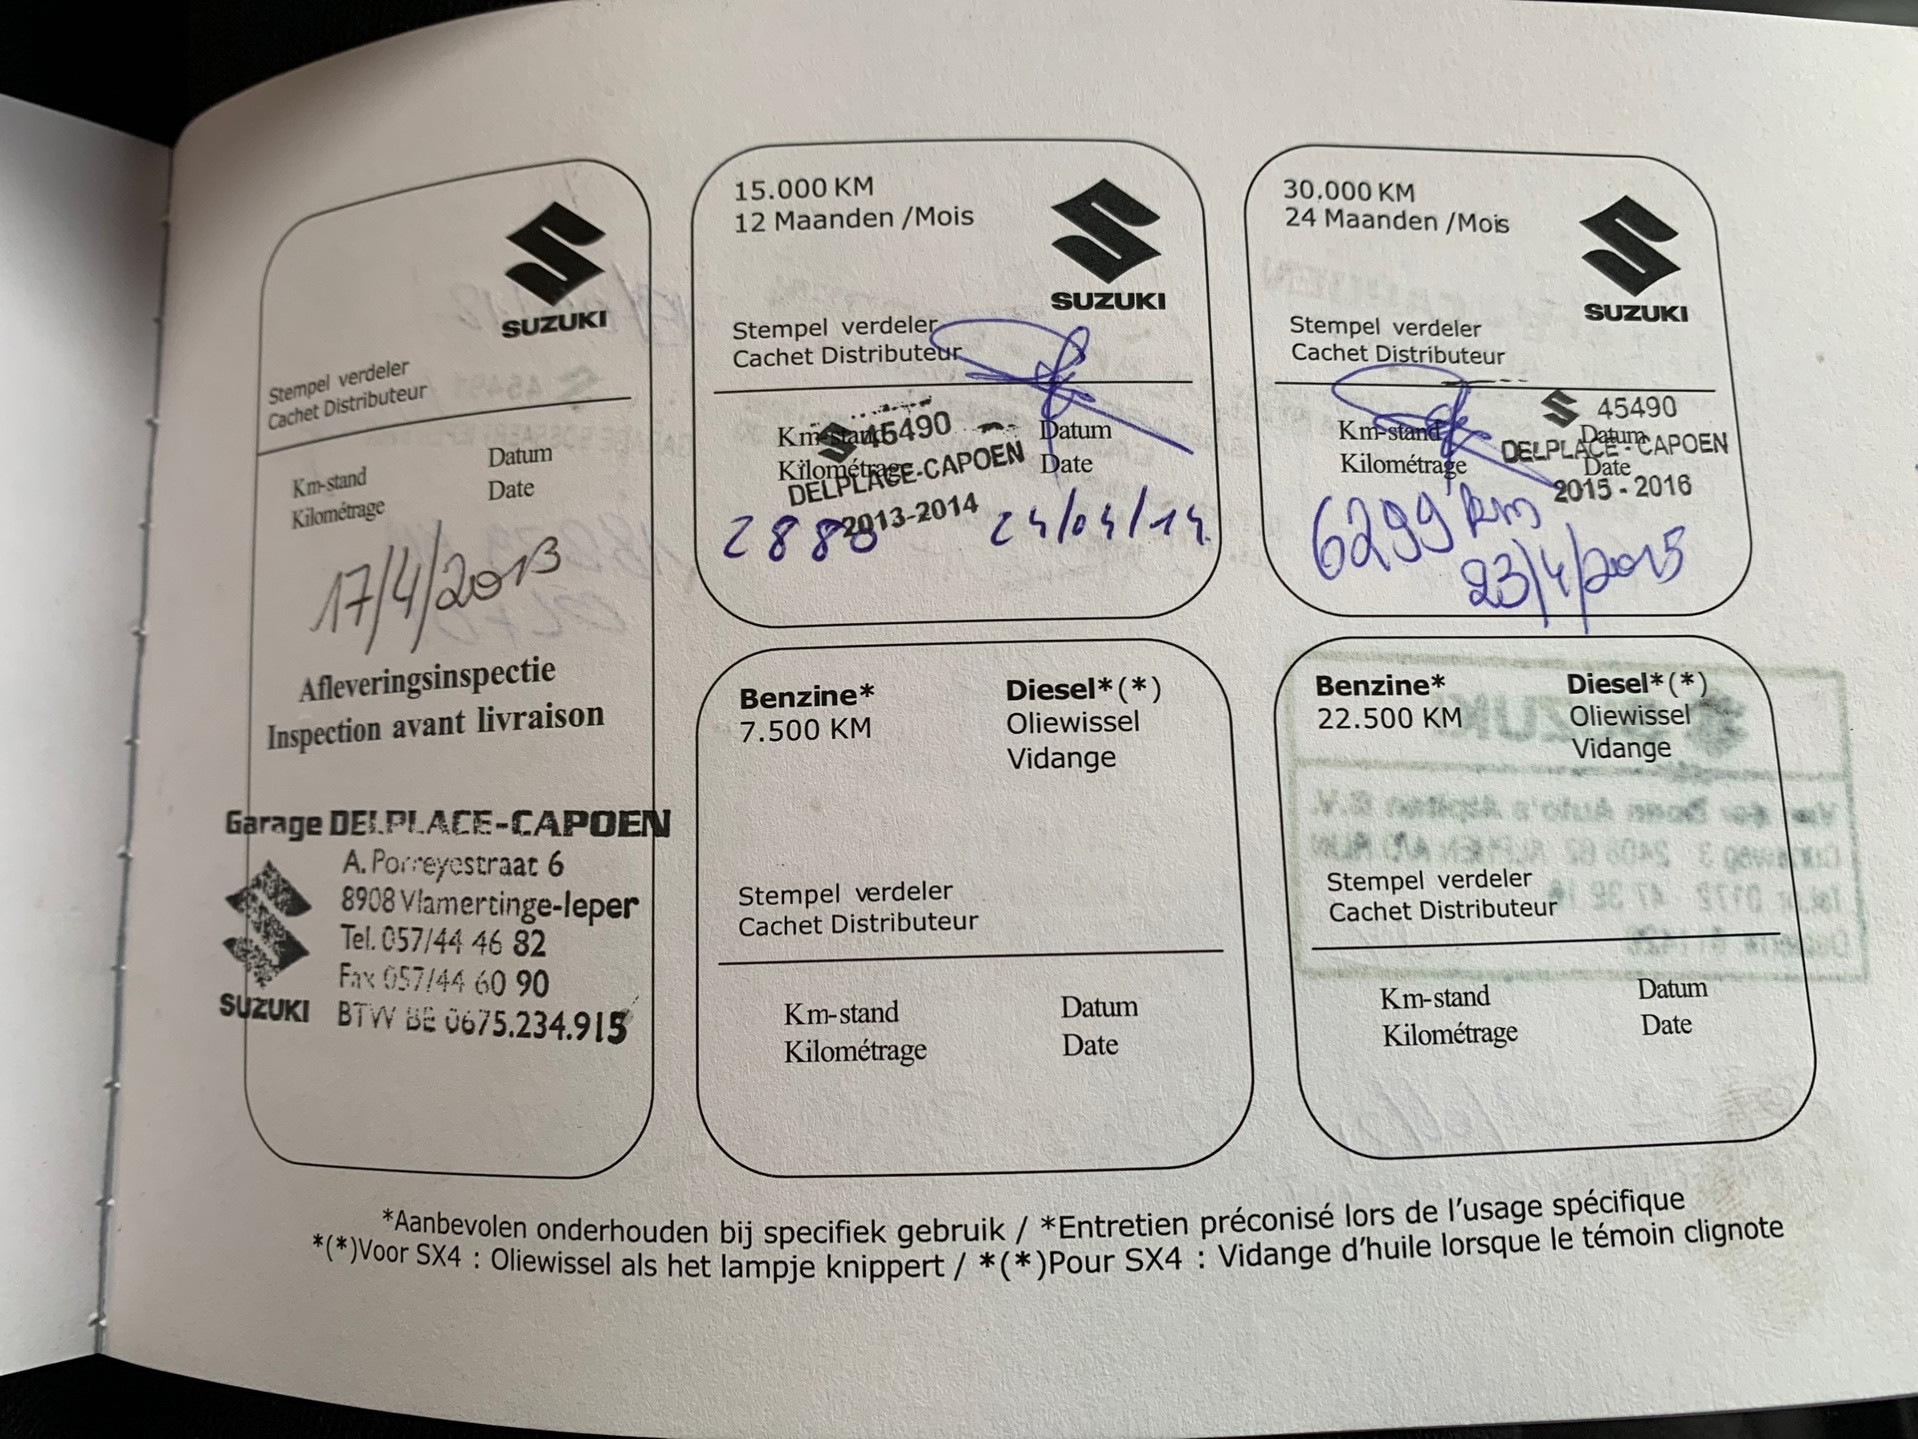 SUZUKI
Stempel verdeler
Cachet Distributeur
Km-stand
Kilométrage
Datum
Date
17/4/2013
Afleveringsinspectie
Inspection avant livraison
Garage DELPLACE-CAPOEN
A. Porreyestraat 6
8908 Vlamertinge-Ieper
Tel. 057/44 46 82
Fax 057/44 60 90
BTW BE 0675.234.915
SUZUKI
15.000 KM
12 Maanden /Mois
SUZUKI
Stempel verdeler
Cachet Distributeur
Km-stand
Kilométrage
Datum
Date
45490
DELPLACE-CAPOEN
2013-2014
2888 24/04/14
30.000 KM
24 Maanden /Mois
SUZUKI
Stempel verdeler
Cachet Distributeur
Km-stand
Kilométrage
Datum
Date
45490
DELPLACE-CAPOEN
2015-2016
6299 km
23/4/2015
Benzine*
7.500 KM
Diesel*(*)
Oliewissel
Vidange
Stempel verdeler
Cachet Distributeur
Km-stand
Kilométrage
Datum
Date
Benzine*
22.500 KM
Diesel*(*)
Oliewissel
Vidange
Stempel verdeler
Cachet Distributeur
Km-stand
Kilométrage
Datum
Date
*Aanbevolen onderhouden bij specifiek gebruik / *Entretien préconisé lors de l'usage spécifique
*(*)Voor SX4 : Oliewissel als het lampje knippert / *(*)Pour SX4 : Vidange d'huile lorsque le témoin clignote